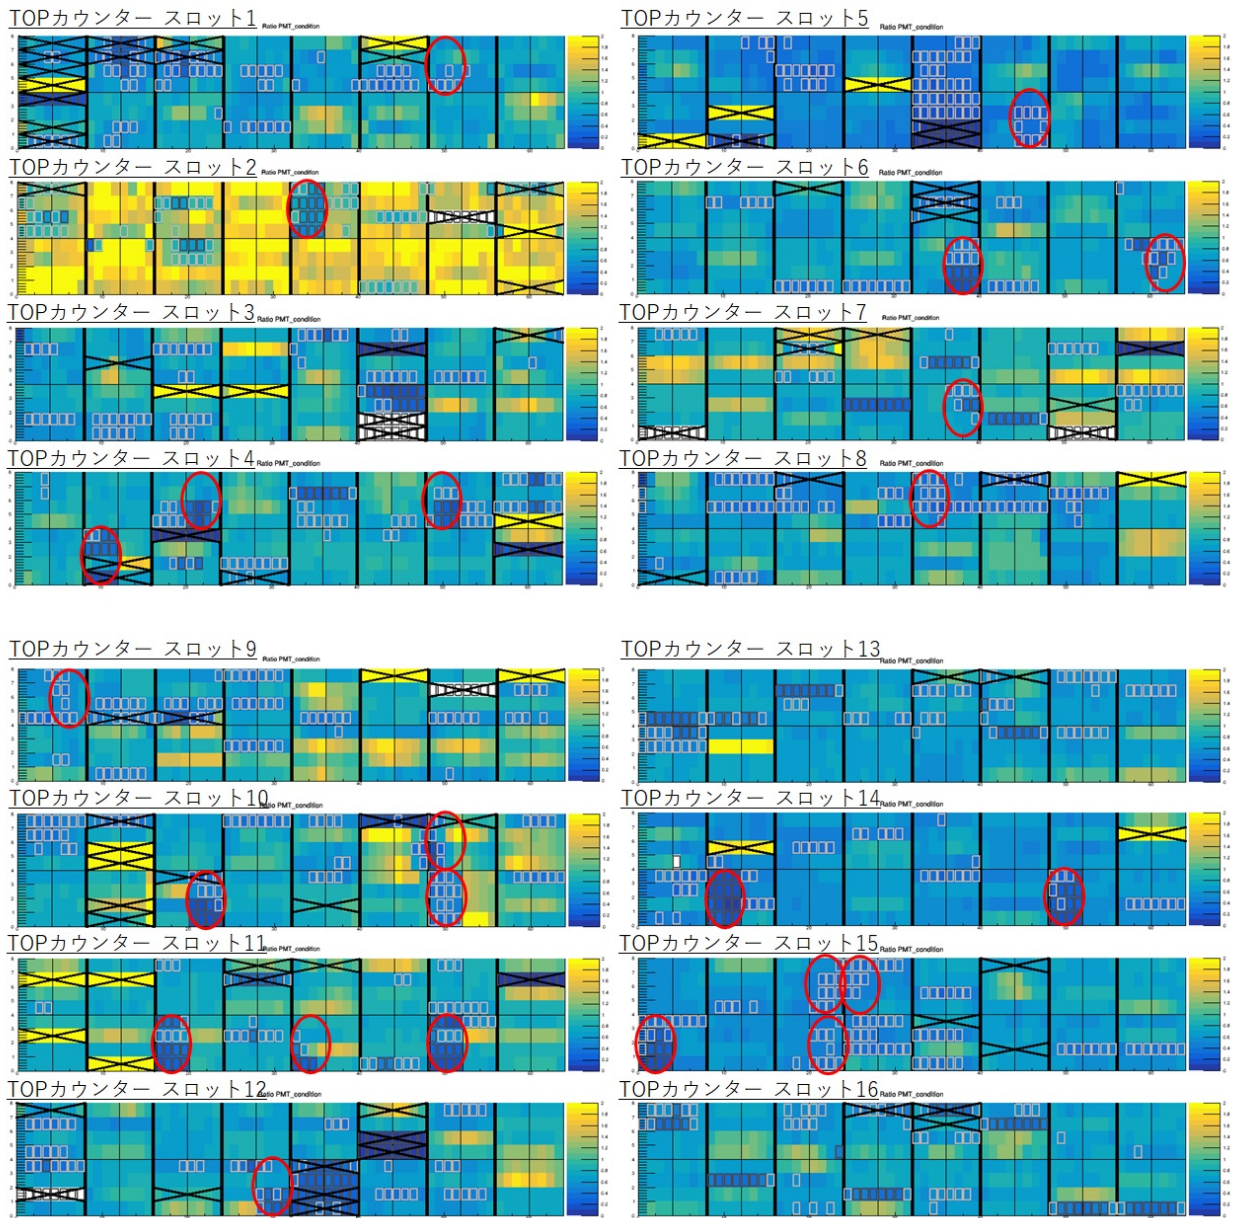 TOPカウンター スロット1
Ratio PMT_condition
TOPカウンター スロット2
Ratio PMT_condition
TOPカウンター スロット3
Ratio PMT_condition
TOPカウンター スロット4
Ratio PMT_condition
TOPカウンター スロット5
Ratio PMT_condition
TOPカウンター スロット6
Ratio PMT_condition
TOPカウンター スロット7
Ratio PMT_condition
TOPカウンター スロット8
Ratio PMT_condition
TOPカウンター スロット9
Ratio PMT_condition
TOPカウンター スロット10
Ratio PMT_condition
TOPカウンター スロット11
Ratio PMT_condition
TOPカウンター スロット12
Ratio PMT_condition
TOPカウンター スロット13
Ratio PMT_condition
TOPカウンター スロット14
Ratio PMT_condition
TOPカウンター スロット15
Ratio PMT_condition
TOPカウンター スロット16
Ratio PMT_condition